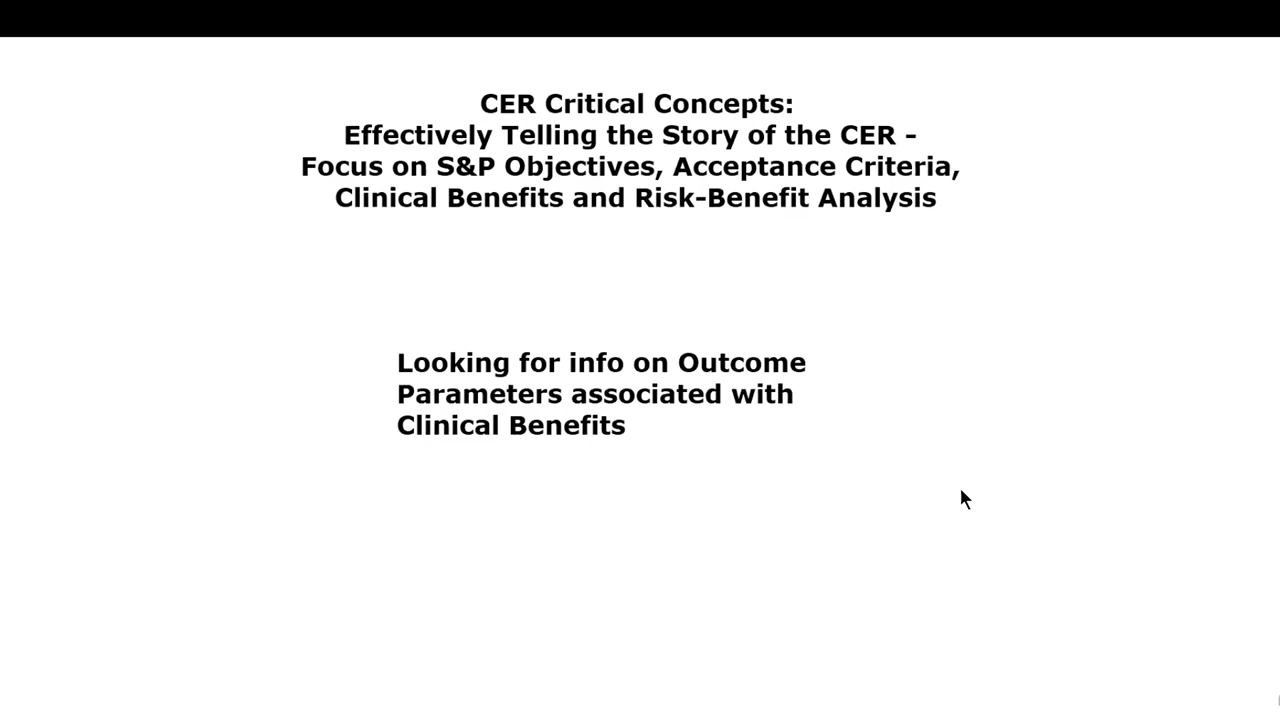 CER Critical Concepts:
Effectively Telling the Story of the CER –
Focus on S&P Objectives, Acceptance Criteria,
Clinical Benefits and Risk-Benefit Analysis
Looking for info on Outcome
Parameters associated with
Clinical Benefits